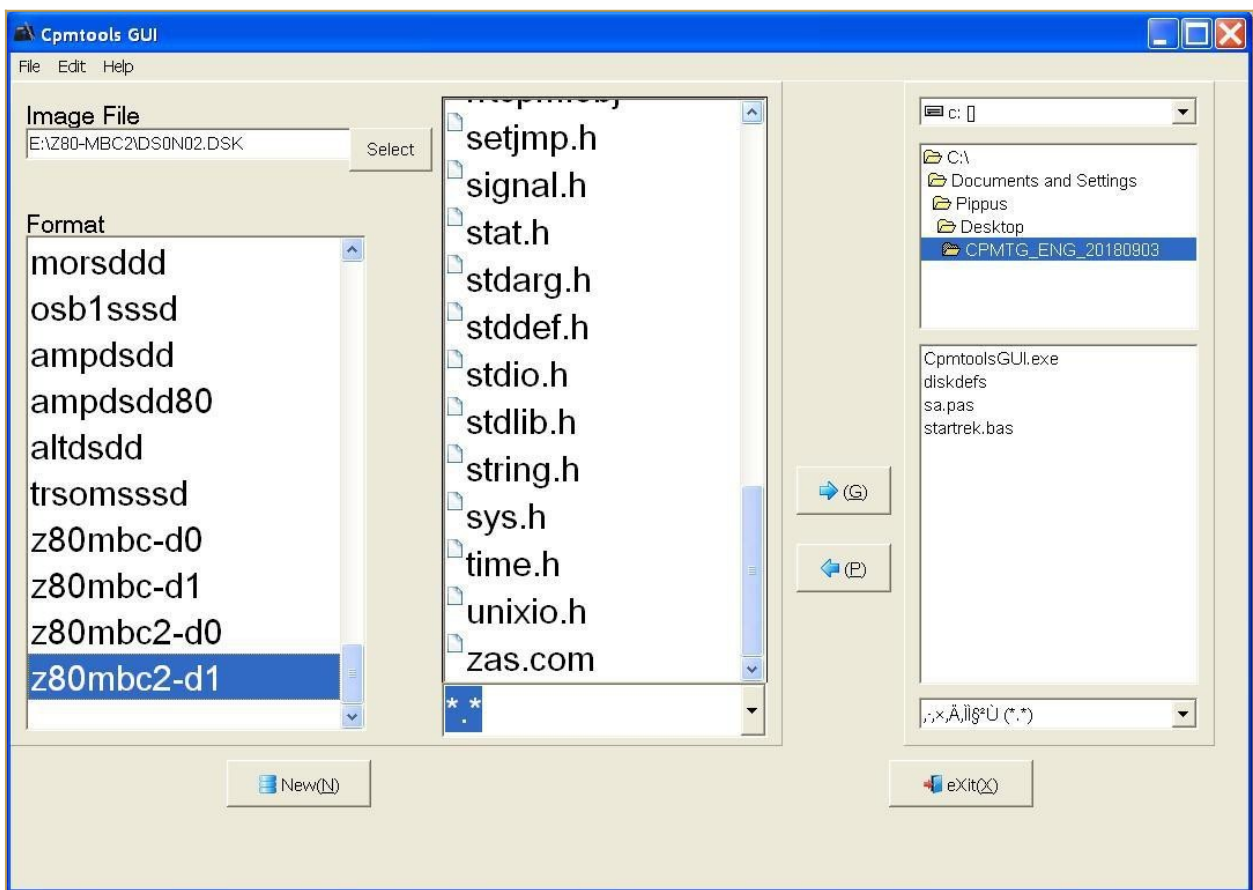 Cpmtools GUI
File Edit Help
Image File
E:\Z80-MBC2\DS0N02.DSK
Select
Format
morsddd
osb1sssd
ampdsdd
ampdsdd80
altdsdd
trsomsssd
z80mbc-d0
z80mbc-d1
z80mbc2-d0
z80mbc2-d1
setjmp.h
signal.h
stat.h
stdarg.h
stddef.h
stdio.h
stdlib.h
string.h
sys.h
time.h
unixio.h
zas.com
*.*
(G)
(P)
c: []
C:\
Documents and Settings
Pippus
Desktop
CPMTG_ENG_20180903
CpmtoolsGUI.exe
diskdefs
sa.pas
startrek.bas
(*.*)
New(N)
eXit(X)